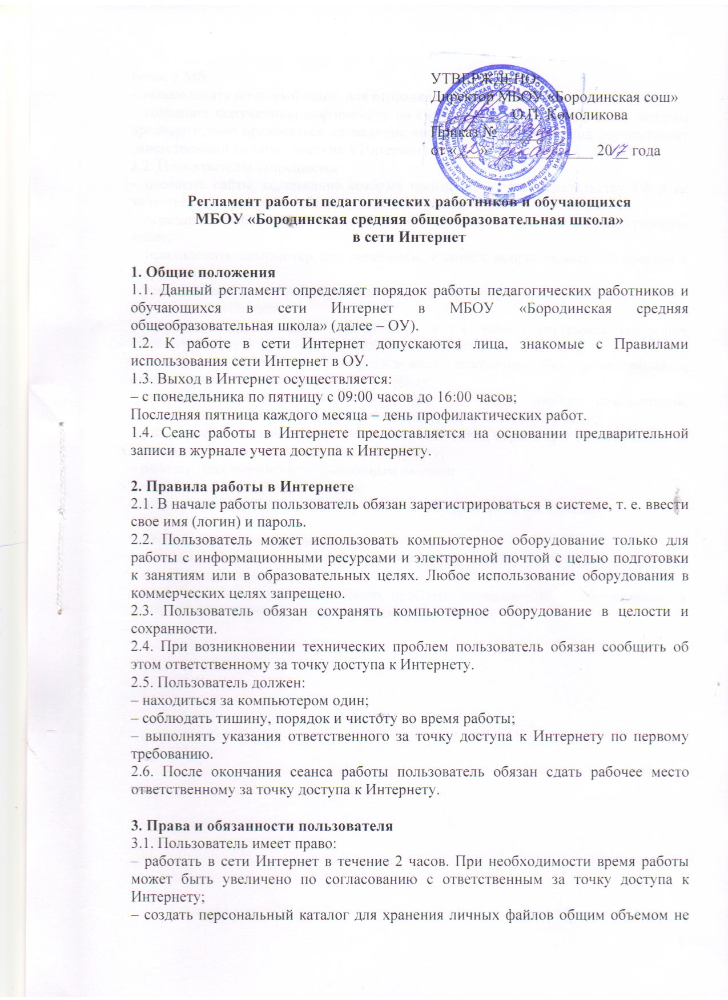 УТВЕРЖДЕНО:
Директор МБОУ «Бородинская сош»
О.П. Комоликова
Приказ №
от « 22 » декабря 2017 года
Регламент работы педагогических работников и обучающихся
МБОУ «Бородинская средняя общеобразовательная школа»
в сети Интернет
1. Общие положения
1.1. Данный регламент определяет порядок работы педагогических работников и
обучающихся в сети Интернет в МБОУ «Бородинская средняя
общеобразовательная школа» (далее – ОУ).
1.2. К работе в сети Интернет допускаются лица, знакомые с Правилами
использования сети Интернет в ОУ.
1.3. Выход в Интернет осуществляется:
– с понедельника по пятницу с 09:00 часов до 16:00 часов;
Последняя пятница каждого месяца – день профилактических работ.
1.4. Сеанс работы в Интернете предоставляется на основании предварительной
записи в журнале учета доступа к Интернету.
2. Правила работы в Интернете
2.1. В начале работы пользователь обязан зарегистрироваться в системе, т. е. ввести
свое имя (логин) и пароль.
2.2. Пользователь может использовать компьютерное оборудование только для
работы с информационными ресурсами и электронной почтой с целью подготовки
к занятиям или в образовательных целях. Любое использование оборудования в
коммерческих целях запрещено.
2.3. Пользователь обязан сохранять компьютерное оборудование в целости и
сохранности.
2.4. При возникновении технических проблем пользователь обязан сообщить об
этом ответственному за точку доступа к Интернету.
2.5. Пользователь должен:
– находиться за компьютером один;
– соблюдать тишину, порядок и чистоту во время работы;
– выполнять указания ответственного за точку доступа к Интернету по первому
требованию.
2.6. После окончания сеанса работы пользователь обязан сдать рабочее место
ответственному за точку доступа к Интернету.
3. Права и обязанности пользователя
3.1. Пользователь имеет право:
– работать в сети Интернет в течение 2 часов. При необходимости время работы
может быть увеличено по согласованию с ответственным за точку доступа к
Интернету;
– создать персональный каталог для хранения личных файлов общим объемом не